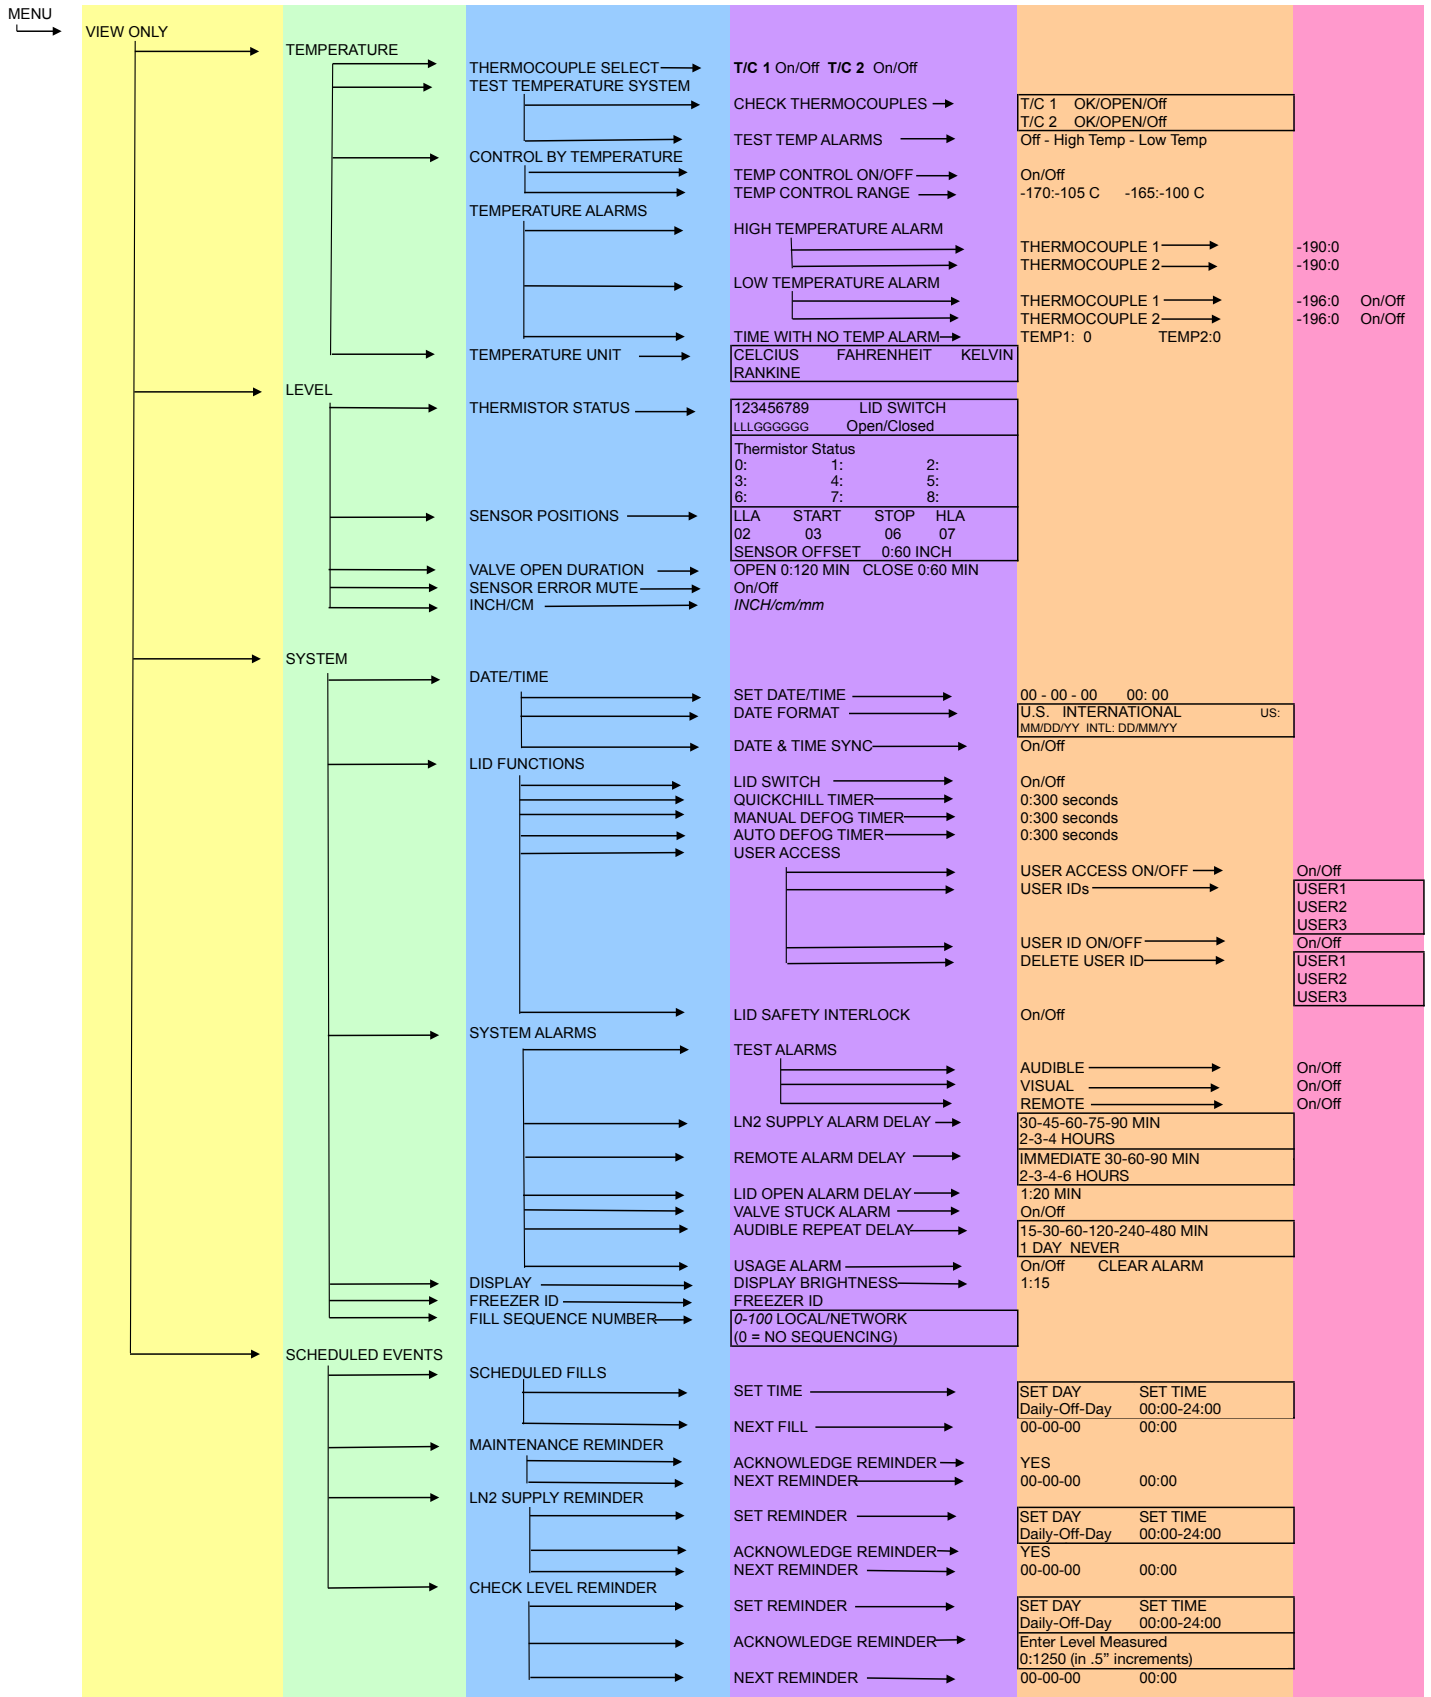 MENU
VIEW ONLY
TEMPERATURE
THERMOCOUPLE SELECT T/C 1 On/Off T/C 2 On/Off
TEST TEMPERATURE SYSTEM
CHECK THERMOCOUPLES T/C 1 OK/OPEN/Off
T/C 2 OK/OPEN/Off
TEST TEMP ALARMS Off - High Temp - Low Temp
CONTROL BY TEMPERATURE
TEMP CONTROL ON/OFF On/Off
TEMP CONTROL RANGE -170:-105 C -165:-100 C
TEMPERATURE ALARMS
HIGH TEMPERATURE ALARM
THERMOCOUPLE 1 -190:0
THERMOCOUPLE 2 -190:0
LOW TEMPERATURE ALARM
THERMOCOUPLE 1 -196:0 On/Off
THERMOCOUPLE 2 -196:0 On/Off
TIME WITH NO TEMP ALARM TEMP1: 0 TEMP2:0
TEMPERATURE UNIT CELCIUS FAHRENHEIT KELVIN
RANKINE
LEVEL
THERMISTOR STATUS 123456789 LID SWITCH
LLLGGGGGG Open/Closed
Thermistor Status
0: 1: 2:
3: 4: 5:
6: 7: 8:
SENSOR POSITIONS LLA START STOP HLA
02 03 06 07
SENSOR OFFSET 0:60 INCH
VALVE OPEN DURATION OPEN 0:120 MIN CLOSE 0:60 MIN
SENSOR ERROR MUTE On/Off
INCH/CM INCH/cm/mm
SYSTEM
DATE/TIME
SET DATE/TIME 00 - 00 - 00 00: 00
DATE FORMAT U.S. INTERNATIONAL US:
MM/DD/YY INTL: DD/MM/YY
DATE & TIME SYNC On/Off
LID FUNCTIONS
LID SWITCH On/Off
QUICKCHILL TIMER 0:300 seconds
MANUAL DEFOG TIMER 0:300 seconds
AUTO DEFOG TIMER 0:300 seconds
USER ACCESS
USER ACCESS ON/OFF On/Off
USER IDs USER1
USER2
USER3
USER ID ON/OFF On/Off
DELETE USER ID USER1
USER2
USER3
LID SAFETY INTERLOCK On/Off
SYSTEM ALARMS
TEST ALARMS
AUDIBLE On/Off
VISUAL On/Off
REMOTE On/Off
LN2 SUPPLY ALARM DELAY 30-45-60-75-90 MIN
2-3-4 HOURS
REMOTE ALARM DELAY IMMEDIATE 30-60-90 MIN
2-3-4-6 HOURS
LID OPEN ALARM DELAY 1:20 MIN
VALVE STUCK ALARM On/Off
AUDIBLE REPEAT DELAY 15-30-60-120-240-480 MIN
1 DAY NEVER
USAGE ALARM On/Off CLEAR ALARM
DISPLAY DISPLAY BRIGHTNESS 1:15
FREEZER ID FREEZER ID
FILL SEQUENCE NUMBER 0-100 LOCAL/NETWORK
(0 = NO SEQUENCING)
SCHEDULED EVENTS
SCHEDULED FILLS
SET TIME SET DAY SET TIME
Daily-Off-Day 00:00-24:00
NEXT FILL 00-00-00 00:00
MAINTENANCE REMINDER
ACKNOWLEDGE REMINDER YES
NEXT REMINDER 00-00-00 00:00
LN2 SUPPLY REMINDER
SET REMINDER SET DAY SET TIME
Daily-Off-Day 00:00-24:00
ACKNOWLEDGE REMINDER YES
NEXT REMINDER 00-00-00 00:00
CHECK LEVEL REMINDER
SET REMINDER SET DAY SET TIME
Daily-Off-Day 00:00-24:00
ACKNOWLEDGE REMINDER Enter Level Measured
0:1250 (in .5” increments)
NEXT REMINDER 00-00-00 00:00